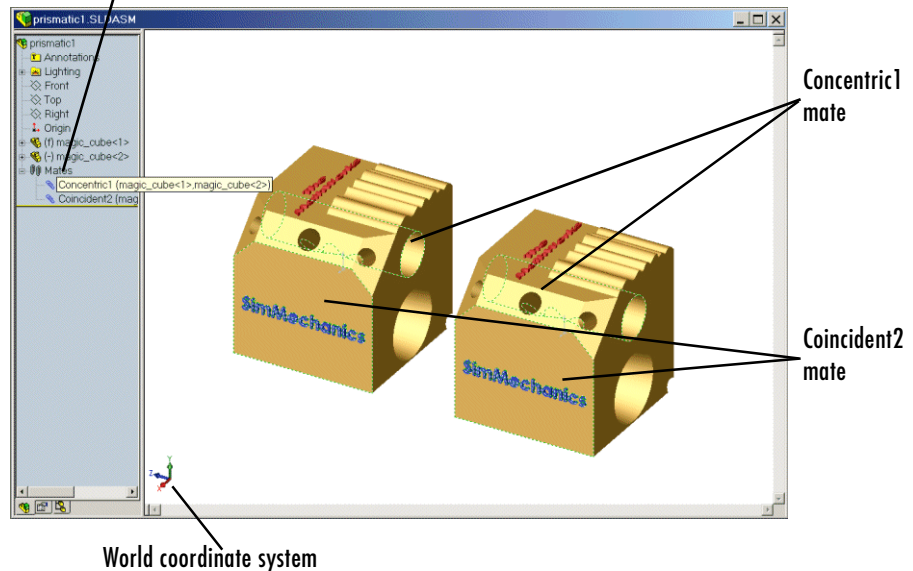 prismatic1.SLDASM
prismatic1
Annotations
Lighting
Front
Top
Right
Origin
(f) magic_cube<1>
(-) magic_cube<2>
Mates
Concentric1 (magic_cube<1>,magic_cube<2>)
Coincident2 (mag
SimMechanics
SimMechanics
Y
Z
X
Concentric1
mate
Coincident2
mate
World coordinate system